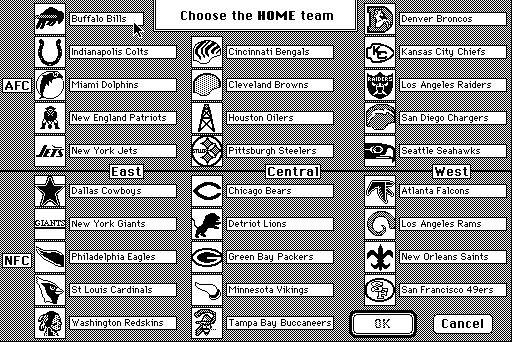 Choose the HOME team
Buffalo Bills
Denver Broncos
Indianapolis Colts
Cincinnati Bengals
Kansas City Chiefs
KC
AFC
Miami Dolphins
Cleveland Browns
RAIDERS
Los Angeles Raiders
New England Patriots
Houston Oilers
San Diego Chargers
JETS
New York Jets
Pittsburgh Steelers
Seattle Seahawks
East
Central
West
Dallas Cowboys
Chicago Bears
Atlanta Falcons
GIANTS
New York Giants
Detriot Lions
Los Angeles Rams
NFC
Philadelphia Eagles
G
Green Bay Packers
New Orleans Saints
St Louis Cardinals
Minnesota Vikings
SF
San Francisco 49ers
Washington Redskins
Tampa Bay Buccaneers
OK
Cancel